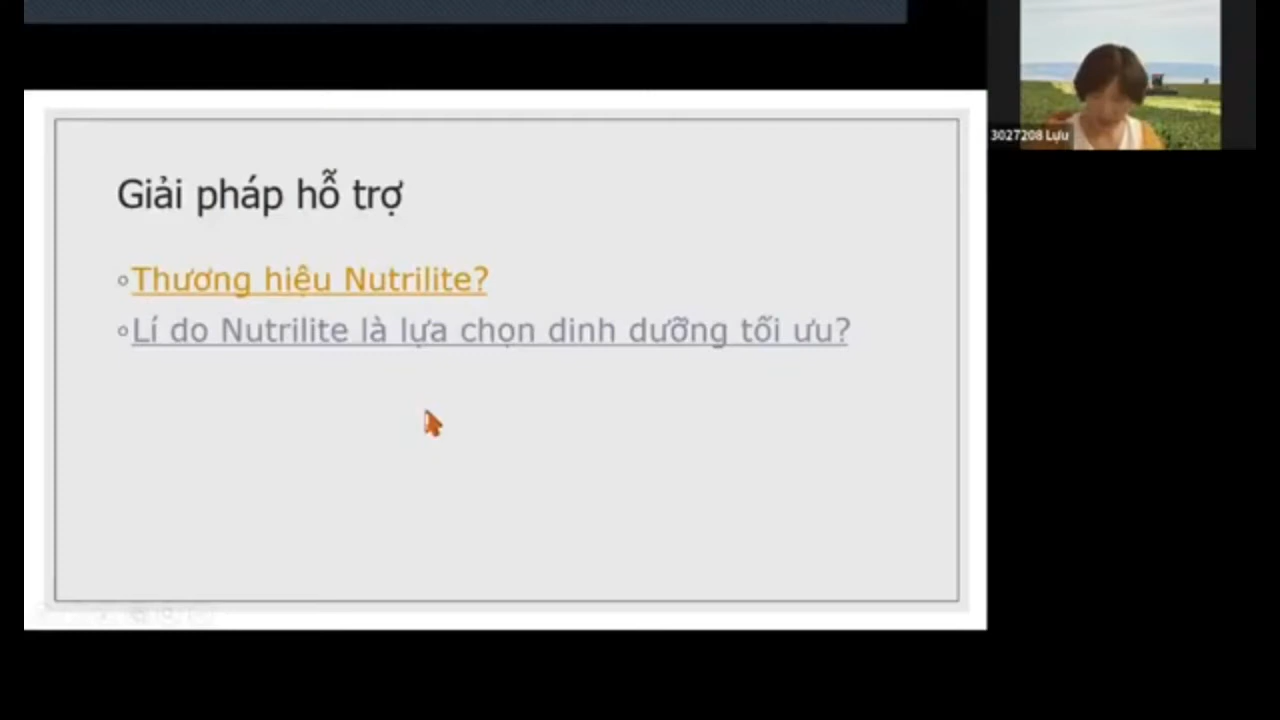 Giải pháp hỗ trợ
Thương hiệu Nutrilite?
Lí do Nutrilite là lựa chọn dinh dưỡng tối ưu?
3027208 Lựu